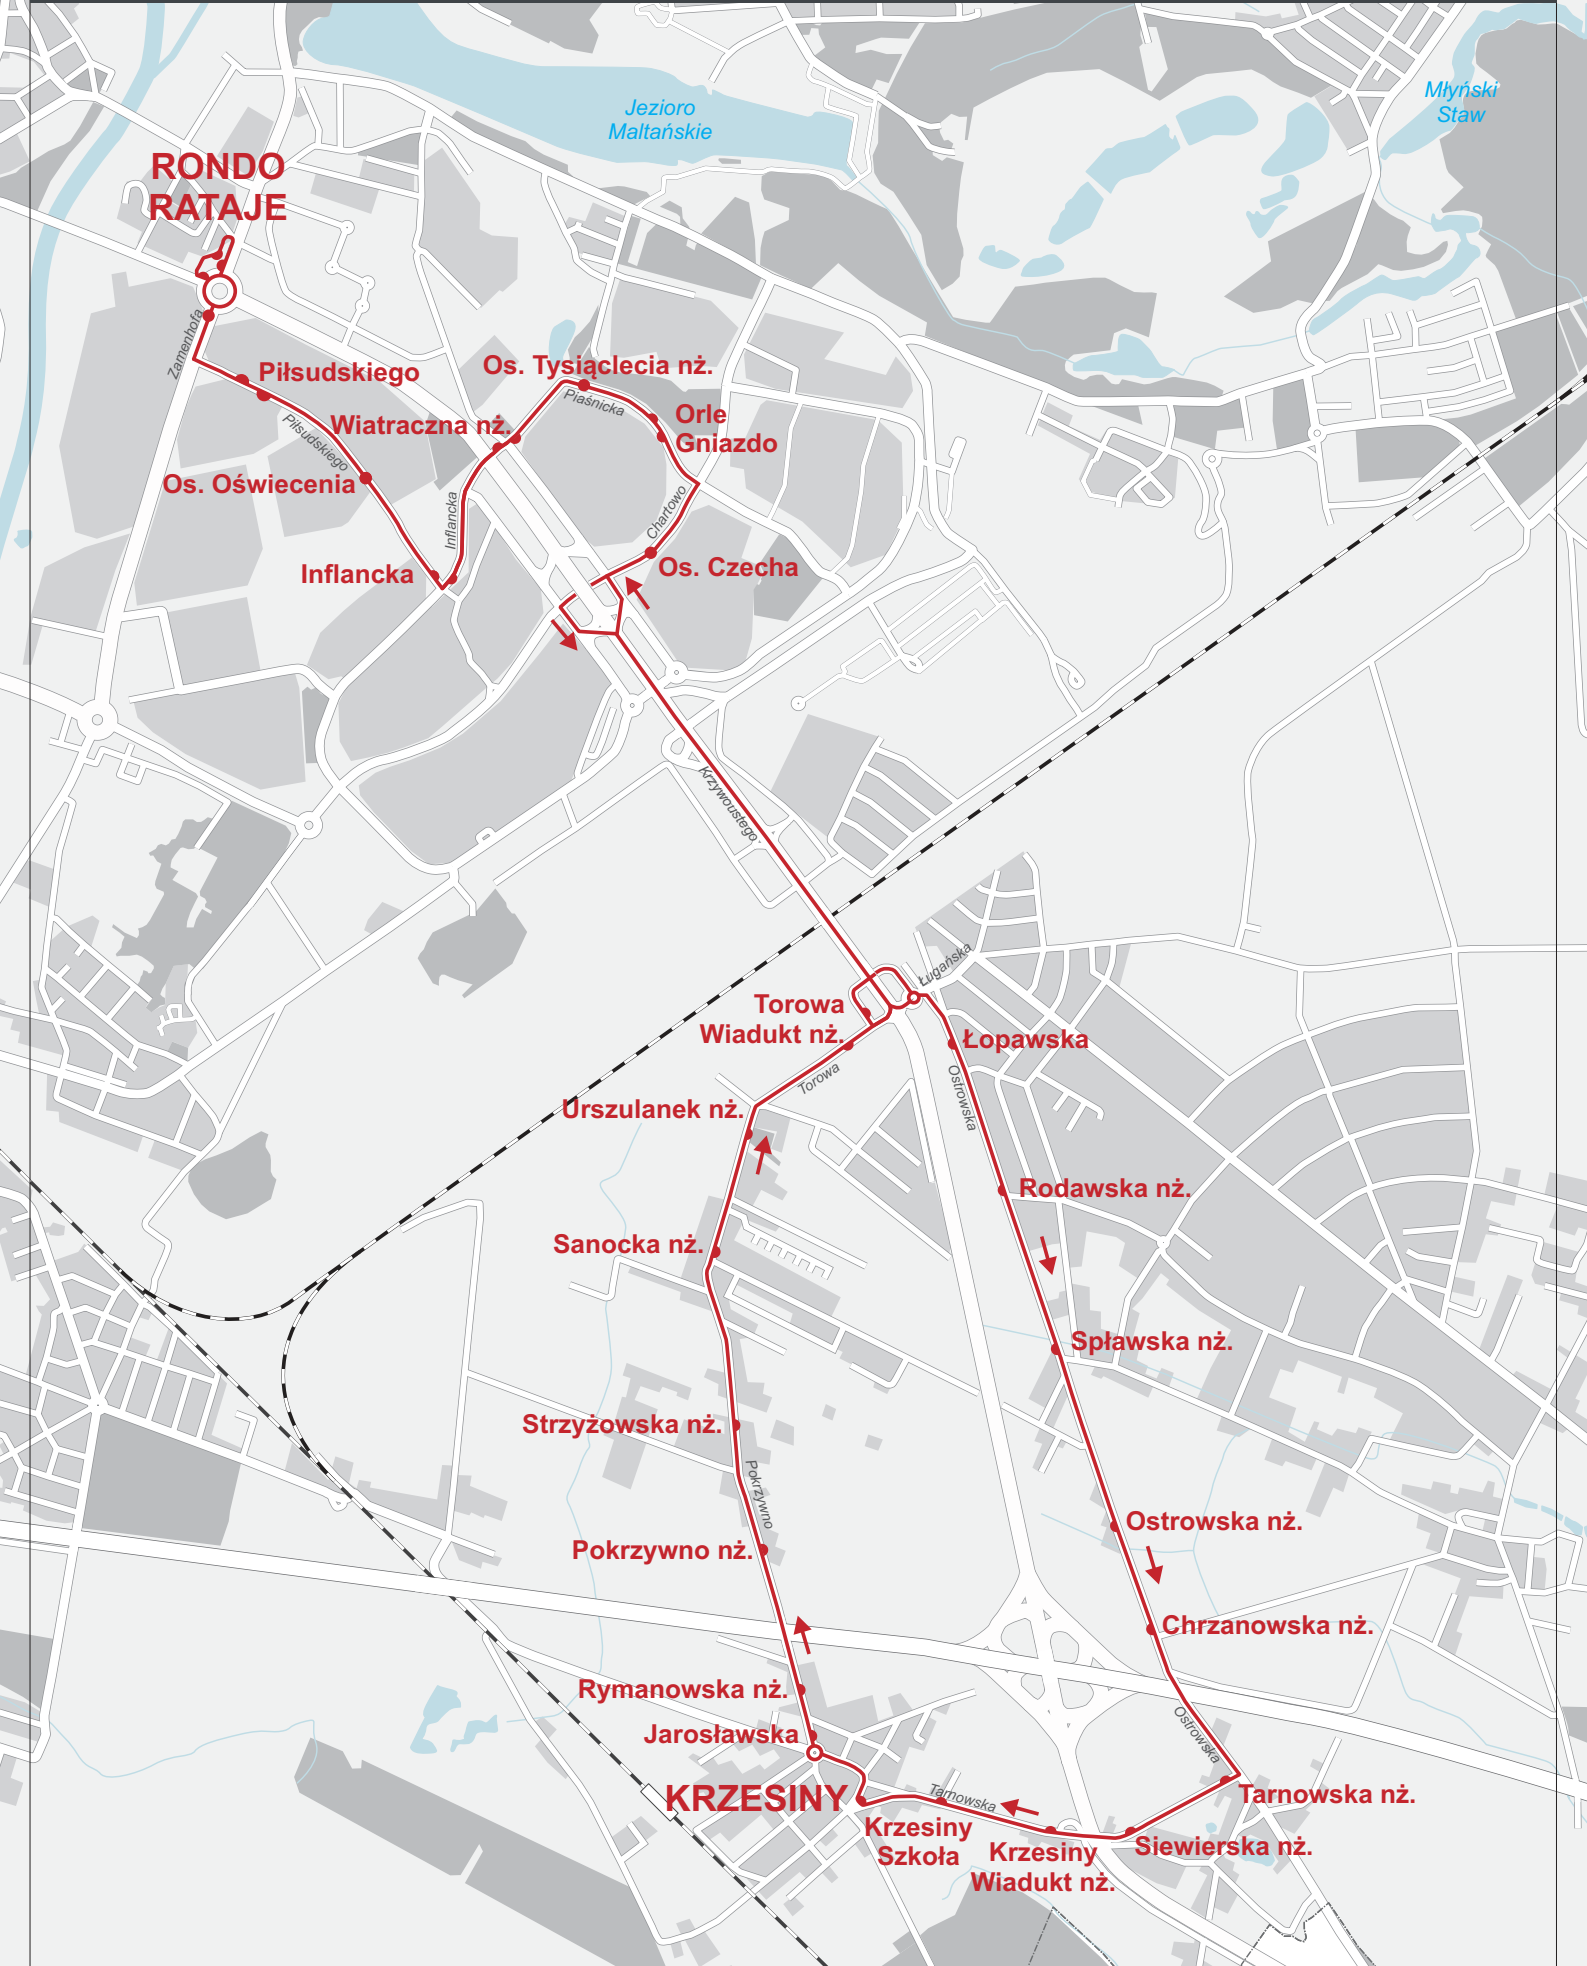 Jezioro
Maltańskie
Młyński
Staw
RONDO
RATAJE
Zamenhofa
Piłsudskiego
Os. Tysiąclecia nż.
Piaśnicka
Orle
Gniazdo
Wiatraczna nż.
Piłsudskiego
Os. Oświecenia
Inflancka
Chartowo
Inflancka
Os. Czecha
Krzywoustego
Ługańska
Torowa
Wiadukt nż.
Łopawska
Torowa
Ostrowska
Urszulanek nż.
Rodawska nż.
Sanocka nż.
Spławska nż.
Strzyżowska nż.
Pokrzywno
Ostrowska nż.
Pokrzywno nż.
Chrzanowska nż.
Rymanowska nż.
Jarosławska
Ostrowska
KRZESINY
Tarnowska
Tarnowska nż.
Krzesiny
Szkoła
Krzesiny
Wiadukt nż.
Siewierska nż.